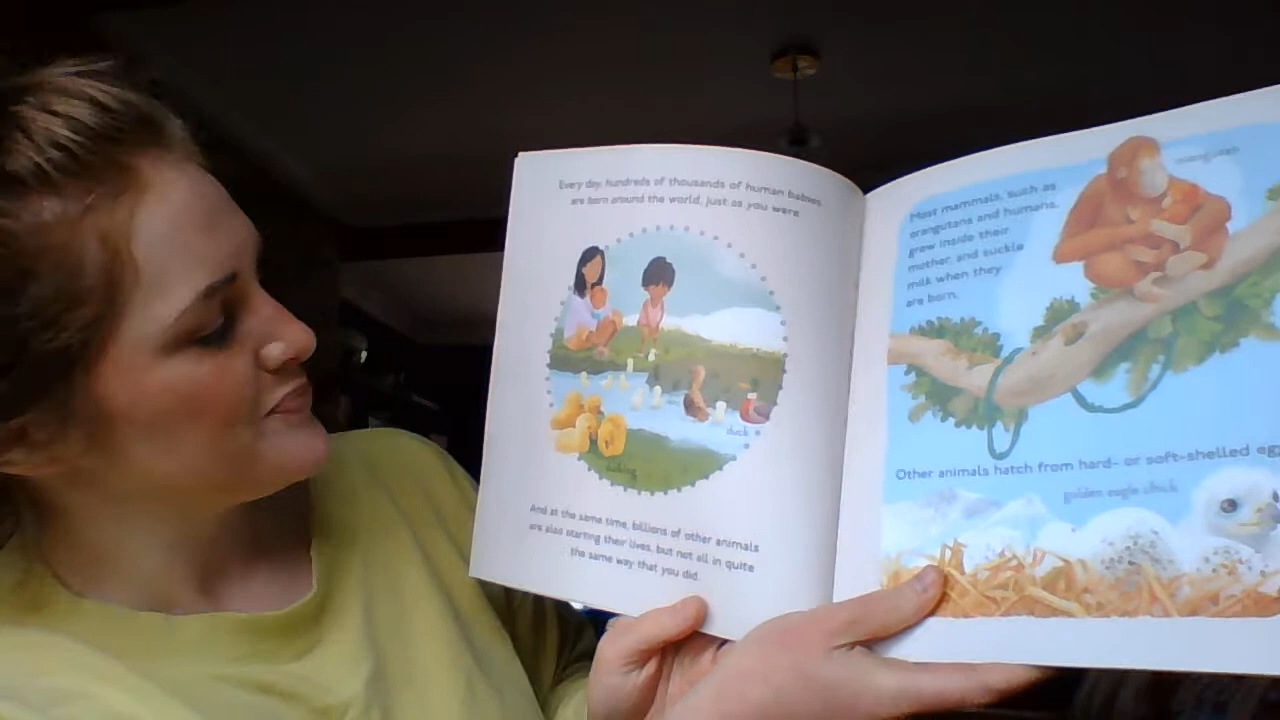 Every day, hundreds of thousands of human babies
are born around the world, just as you were
duck
duckling
And at the same time, billions of other animals
are also starting their lives, but not all in quite
the same way that you did.
orangutan
Most mammals, such as
orangutans and humans,
grow inside their
mother, and suckle
milk when they
are born.
Other animals hatch from hard- or soft-shelled
golden eagle chick